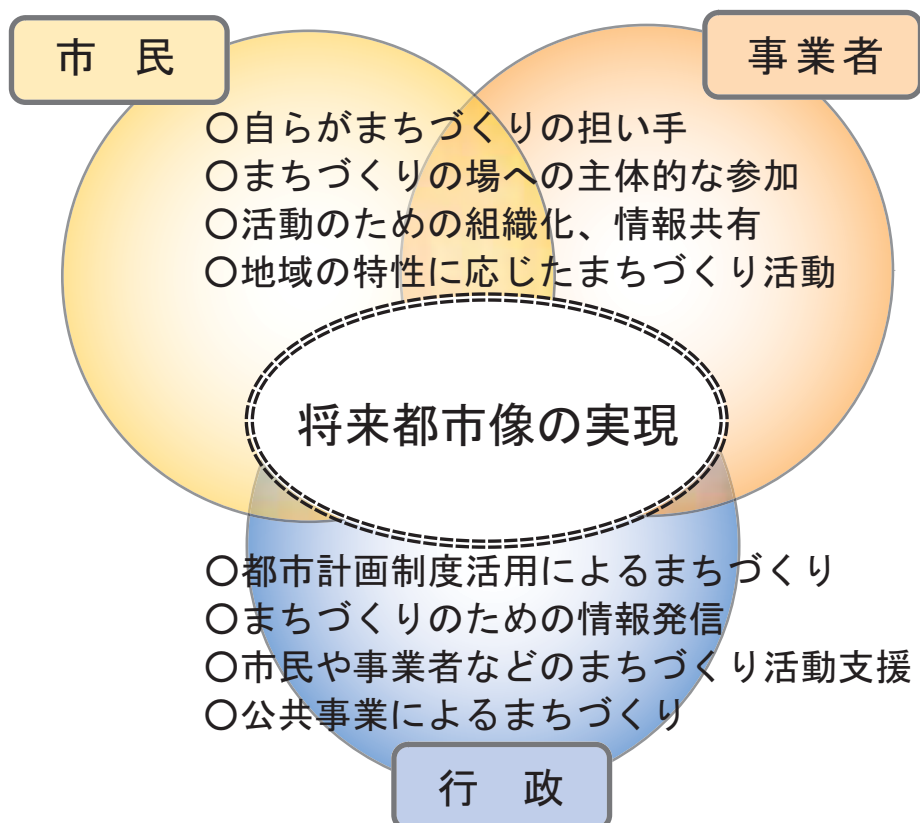 市　民
事業者
○自らがまちづくりの担い手
○まちづくりの場への主体的な参加
○活動のための組織化、情報共有
○地域の特性に応じたまちづくり活動
将来都市像の実現
○都市計画制度活用によるまちづくり
○まちづくりのための情報発信
○市民や事業者などのまちづくり活動支援
○公共事業によるまちづくり
行　政